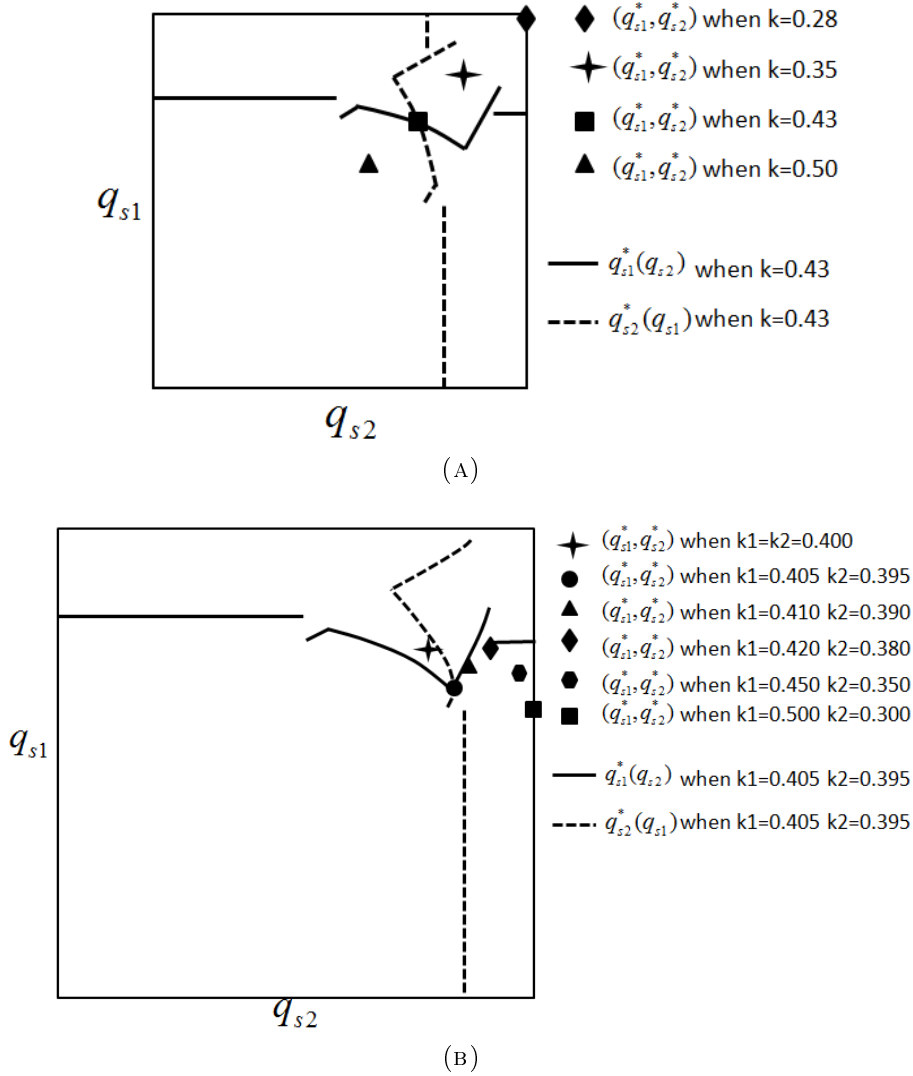 (q*s1, q*s2) when k=0.28
(q*s1, q*s2) when k=0.35
(q*s1, q*s2) when k=0.43
(q*s1, q*s2) when k=0.50
qs1
q*s1(qs2) when k=0.43
q*s2(qs1) when k=0.43
qs2
(A)
(q*s1, q*s2) when k1=k2=0.400
(q*s1, q*s2) when k1=0.405 k2=0.395
(q*s1, q*s2) when k1=0.410 k2=0.390
(q*s1, q*s2) when k1=0.420 k2=0.380
(q*s1, q*s2) when k1=0.450 k2=0.350
(q*s1, q*s2) when k1=0.500 k2=0.300
qs1
q*s1(qs2) when k1=0.405 k2=0.395
q*s2(qs1) when k1=0.405 k2=0.395
qs2
(B)